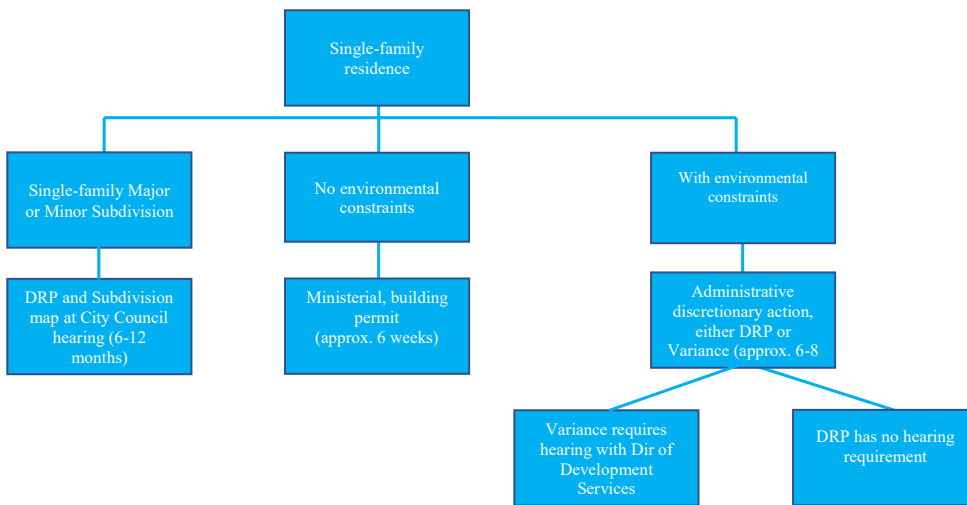 Single-family
residence
Single-family Major
or Minor Subdivision
No environmental
constraints
With environmental
constraints
DRP and Subdivision
map at City Council
hearing (6-12
months)
Ministerial, building
permit
(approx. 6 weeks)
Administrative
discretionary action,
either DRP or
Variance (approx. 6-8
Variance requires
hearing with Dir of
Development
Services
DRP has no hearing
requirement